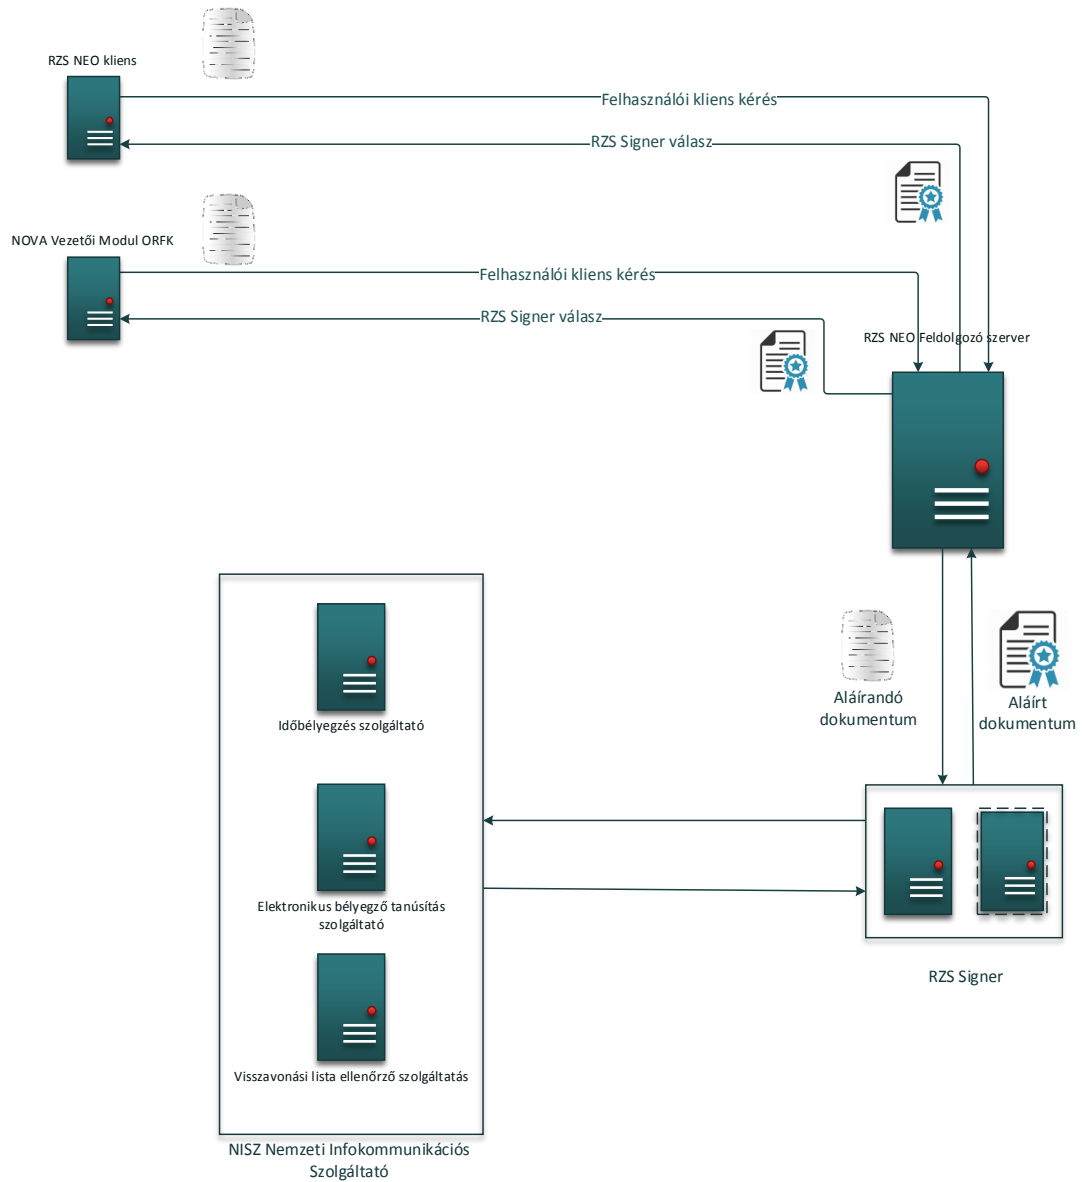 RZS NEO kliens
Felhasználói kliens kérés
RZS Signer válasz
NOVA Vezetői Modul ORFK
Felhasználói kliens kérés
RZS Signer válasz
RZS NEO Feldolgozó szerver
Aláírandó
dokumentum
Aláírt
dokumentum
Időbélyegzés szolgáltató
Elektronikus bélyegző tanúsítás
szolgáltató
RZS Signer
Visszavonási lista ellenőrző szolgáltatás
NISZ Nemzeti Infokommunikációs
Szolgáltató